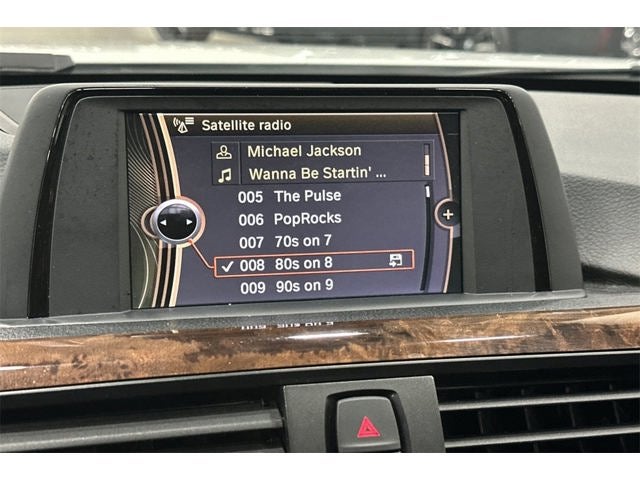 Satellite radio
Michael Jackson
Wanna Be Startin' ...
005 The Pulse
006 PopRocks
007 70s on 7
008 80s on 8
009 90s on 9